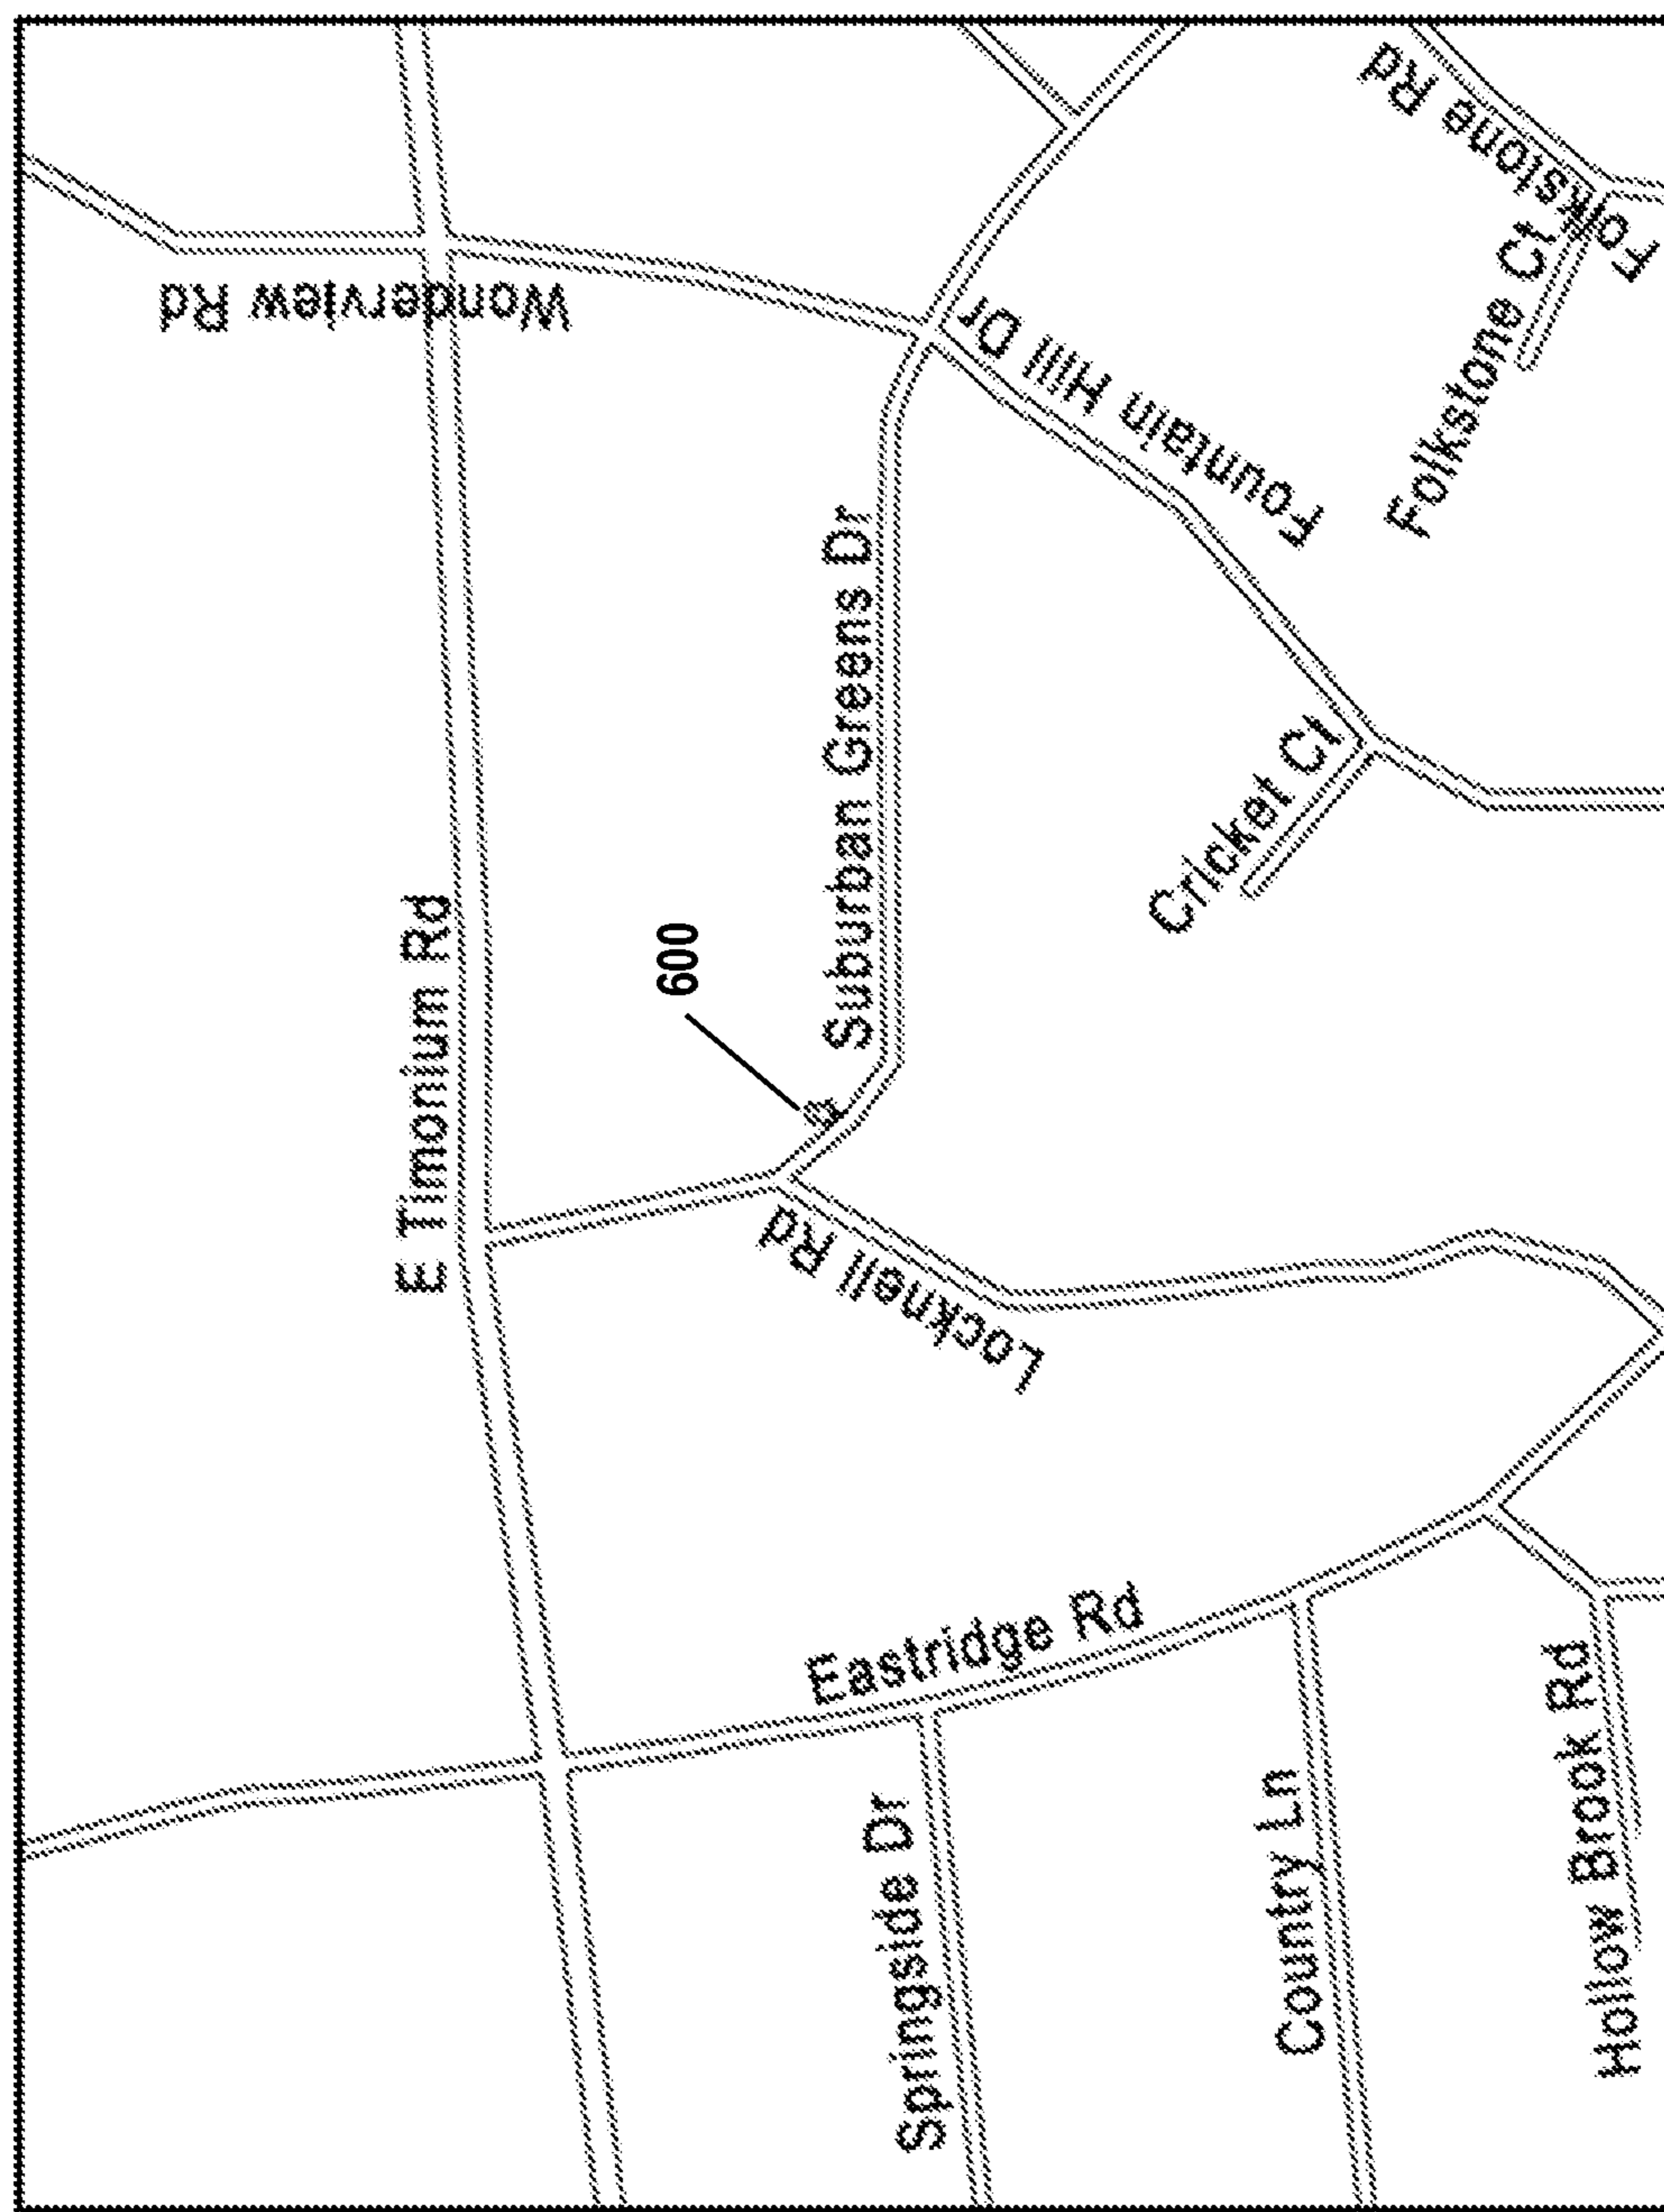 E Timonium Rd
Wonderview Rd
600
Suburban Greens Dr
Locknell Rd
Eastridge Rd
Springside Dr
Fountain Hill Dr
Cricket Ct
Country Ln
Folkstone Rd
Folkstone Ct
Hollow Brook Rd